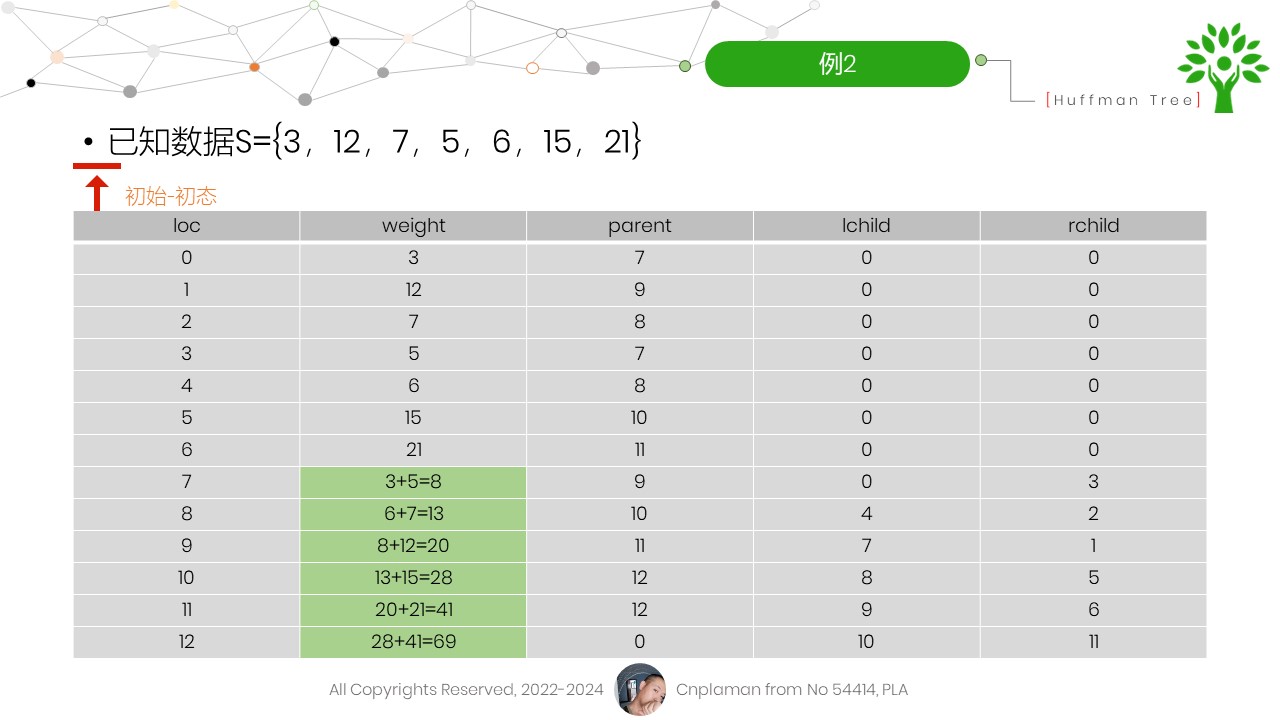 例2
[Huffman Tree]
• 已知数据S={3，12，7，5，6，15，21}
初始-初态
loc weight parent lchild rchild
0 3 7 0 0
1 12 9 0 0
2 7 8 0 0
3 5 7 0 0
4 6 8 0 0
5 15 10 0 0
6 21 11 0 0
7 3+5=8 9 0 3
8 6+7=13 10 4 2
9 8+12=20 11 7 1
10 13+15=28 12 8 5
11 20+21=41 12 9 6
12 28+41=69 0 10 11
All Copyrights Reserved, 2022-2024 Cnplaman from No 54414, PLA